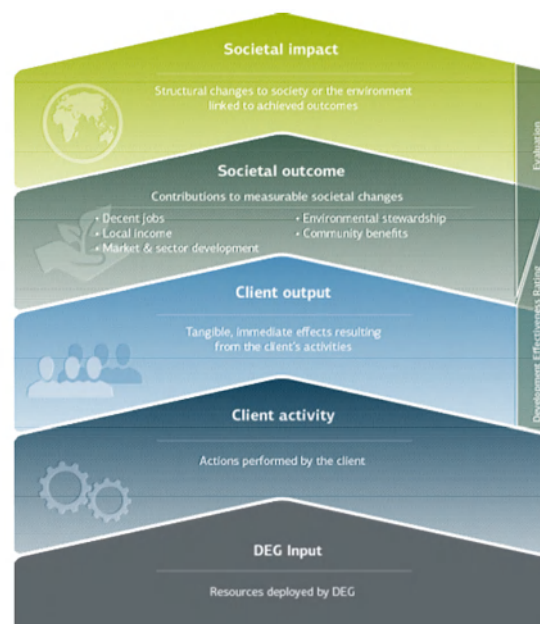 Societal impact
Structural changes to society or the environment
linked to achieved outcomes
Evaluation
Societal outcome
Contributions to measurable societal changes
• Decent jobs
• Local income
• Market & sector development
• Environmental stewardship
• Community benefits
Development Effectiveness Rating
Client output
Tangible, immediate effects resulting
from the client's activities
Client activity
Actions performed by the client
DEG Input
Resources deployed by DEG